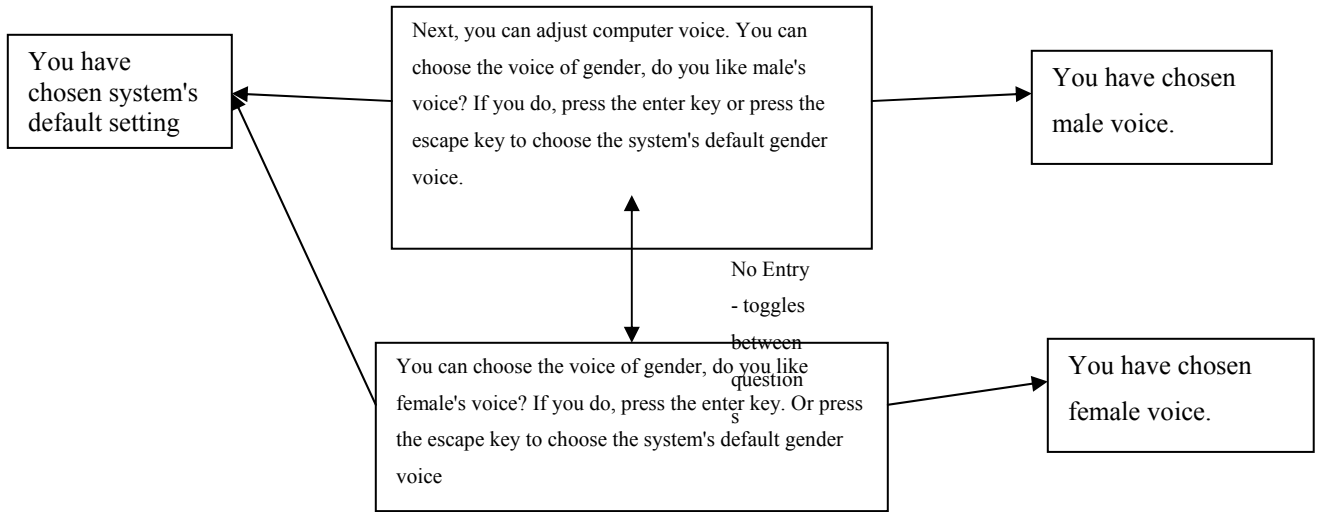 You have
chosen system's
default setting
Next, you can adjust computer voice. You can
choose the voice of gender, do you like male's
voice? If you do, press the enter key or press the
escape key to choose the system's default gender
voice.
You have chosen
male voice.
No Entry
- toggles
between
question
s
You can choose the voice of gender, do you like
female's voice? If you do, press the enter key. Or press
the escape key to choose the system's default gender
voice
You have chosen
female voice.